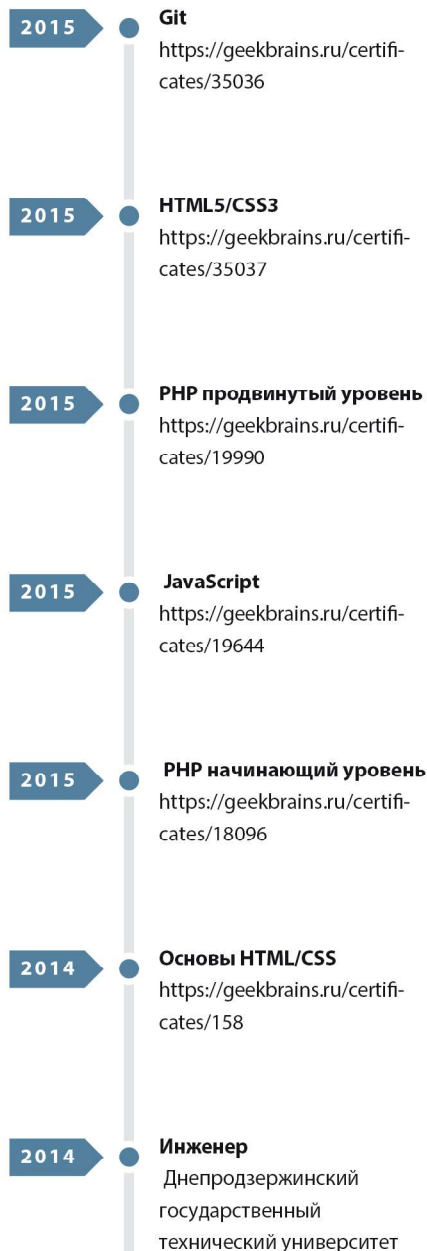 2015
Git
https://geekbrains.ru/certifi-
cates/35036
2015
HTML5/CSS3
https://geekbrains.ru/certifi-
cates/35037
2015
PHP продвинутый уровень
https://geekbrains.ru/certifi-
cates/19990
2015
JavaScript
https://geekbrains.ru/certifi-
cates/19644
2015
PHP начинающий уровень
https://geekbrains.ru/certifi-
cates/18096
2014
Основы HTML/CSS
https://geekbrains.ru/certifi-
cates/158
2014
Инженер
Днепродзержинский
государственный
технический университет